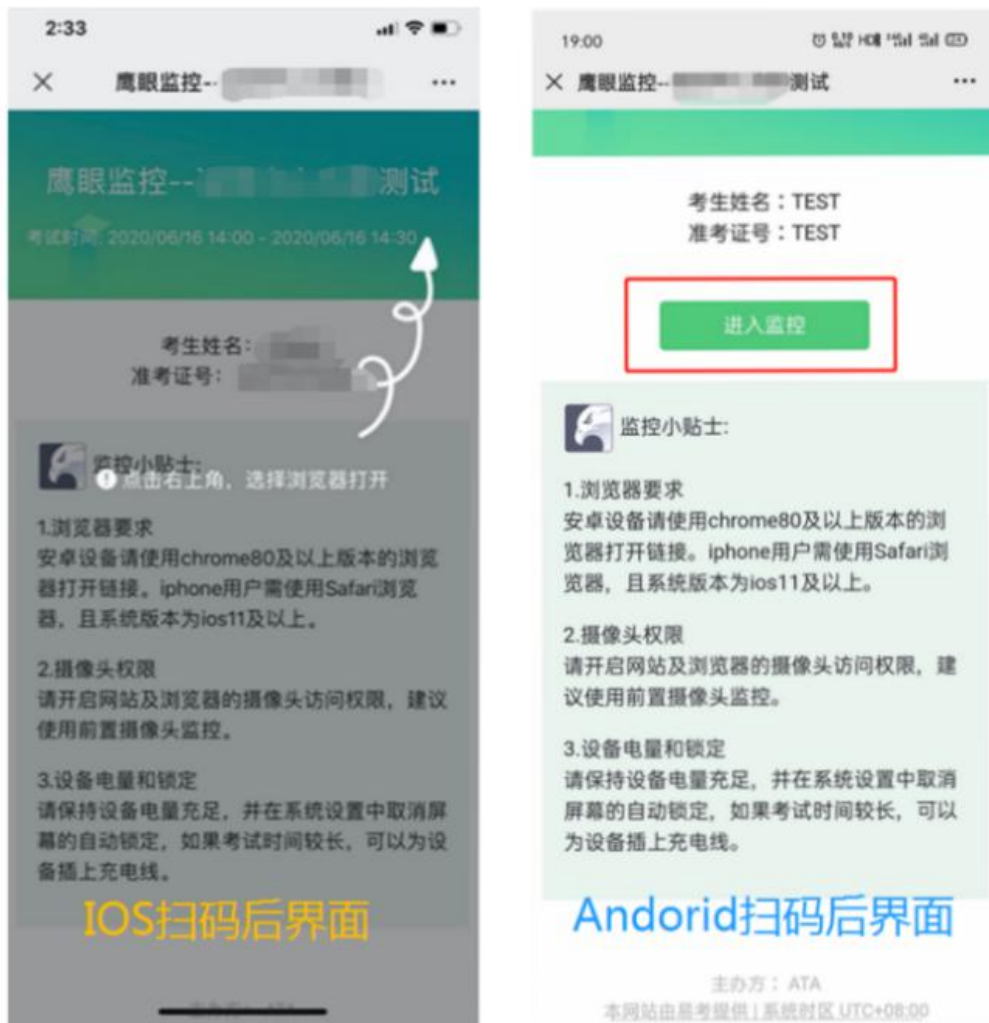 2:33
鹰眼监控--
鹰眼监控--
测试
考试时间: 2020/06/16 14:00 - 2020/06/16 14:30
考生姓名:
准考证号:
监控小贴士:
点击右上角，选择浏览器打开
1.浏览器要求
安卓设备请使用chrome80及以上版本的浏览
器打开链接。iphone用户需使用Safari浏览
器，且系统版本为ios11及以上。
2.摄像头权限
请开启网站及浏览器的摄像头访问权限，建议
使用前置摄像头监控。
3.设备电量和锁定
请保持设备电量充足，并在系统设置中取消屏
幕的自动锁定，如果考试时间较长，可以为设
备插上充电线。
IOS扫码后界面
19:00
鹰眼监控--
测试
考生姓名：TEST
准考证号：TEST
进入监控
监控小贴士:
1.浏览器要求
安卓设备请使用chrome80及以上版本的浏
览器打开链接。iphone用户需使用Safari浏
览器，且系统版本为ios11及以上。
2.摄像头权限
请开启网站及浏览器的摄像头访问权限，建
议使用前置摄像头监控。
3.设备电量和锁定
请保持设备电量充足，并在系统设置中取消
屏幕的自动锁定，如果考试时间较长，可以
为设备插上充电线。
Andorid扫码后界面
主办方： ATA
本网站由易考提供 | 系统时区 UTC+08:00